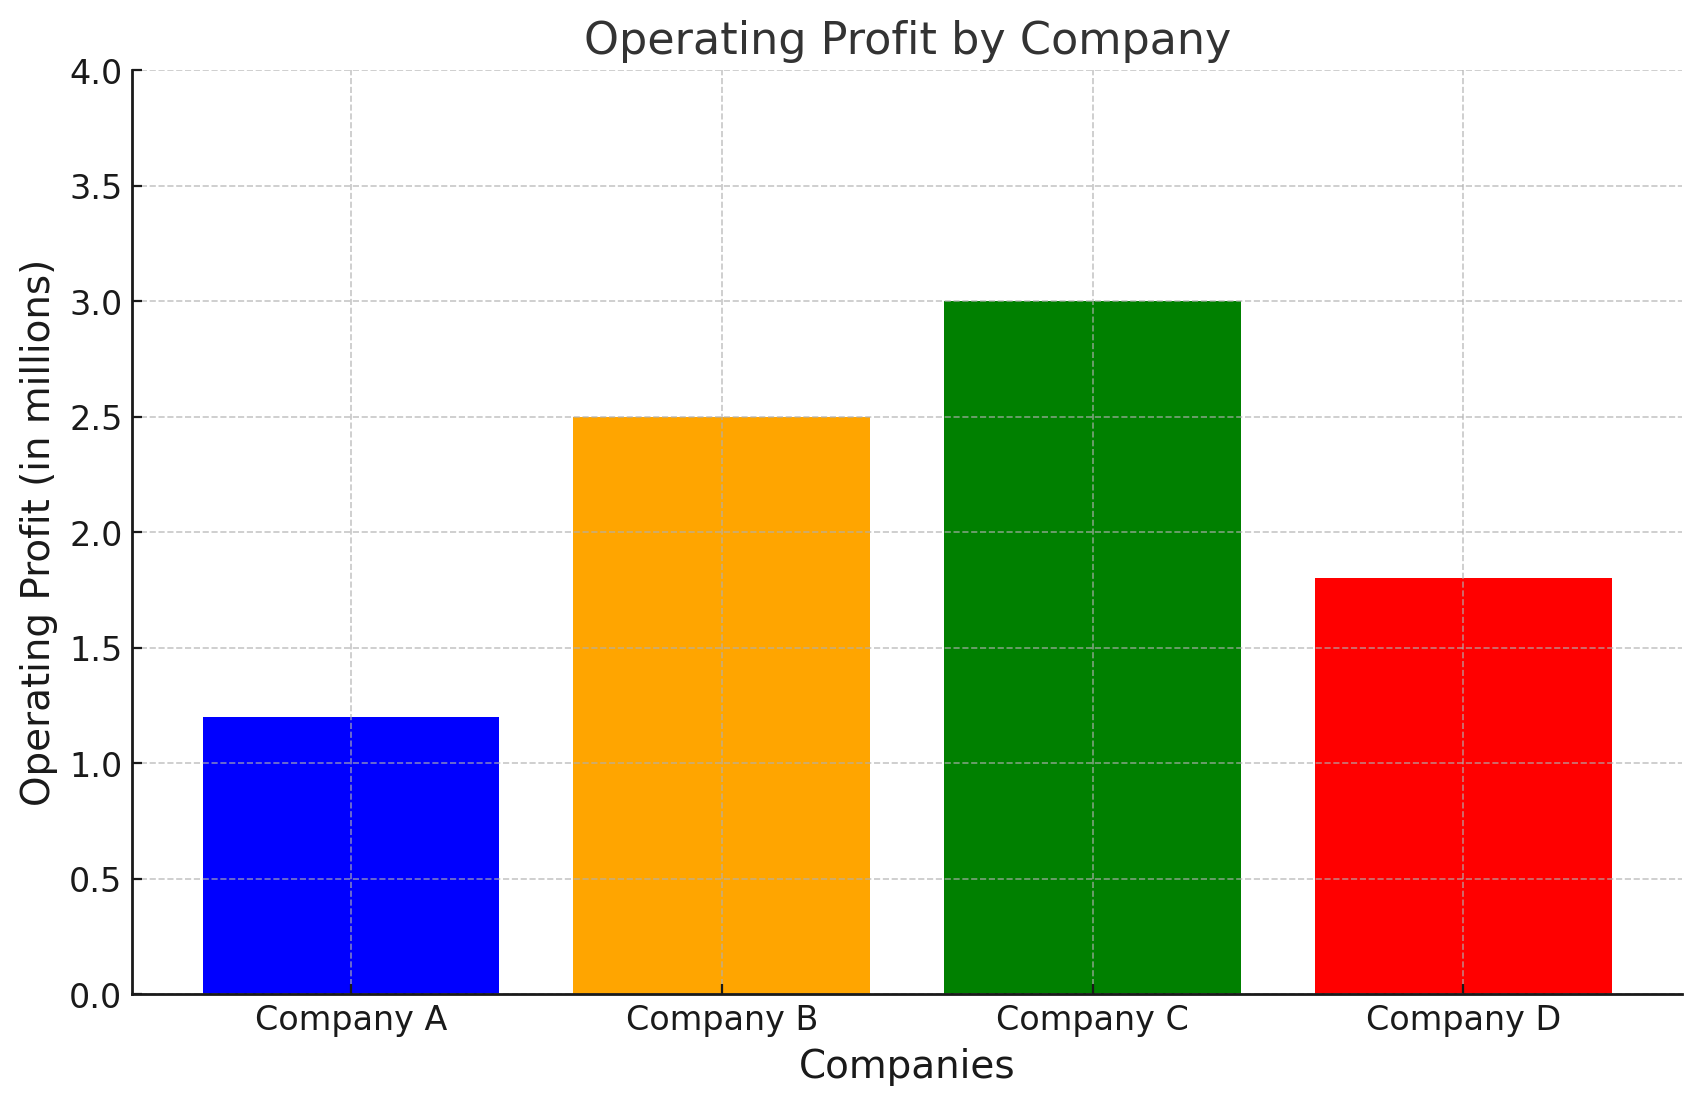 Operating Profit by Company
Operating Profit (in millions)
4.0
3.5
3.0
2.5
2.0
1.5
1.0
0.5
0.0
Company A
Company B
Company C
Company D
Companies